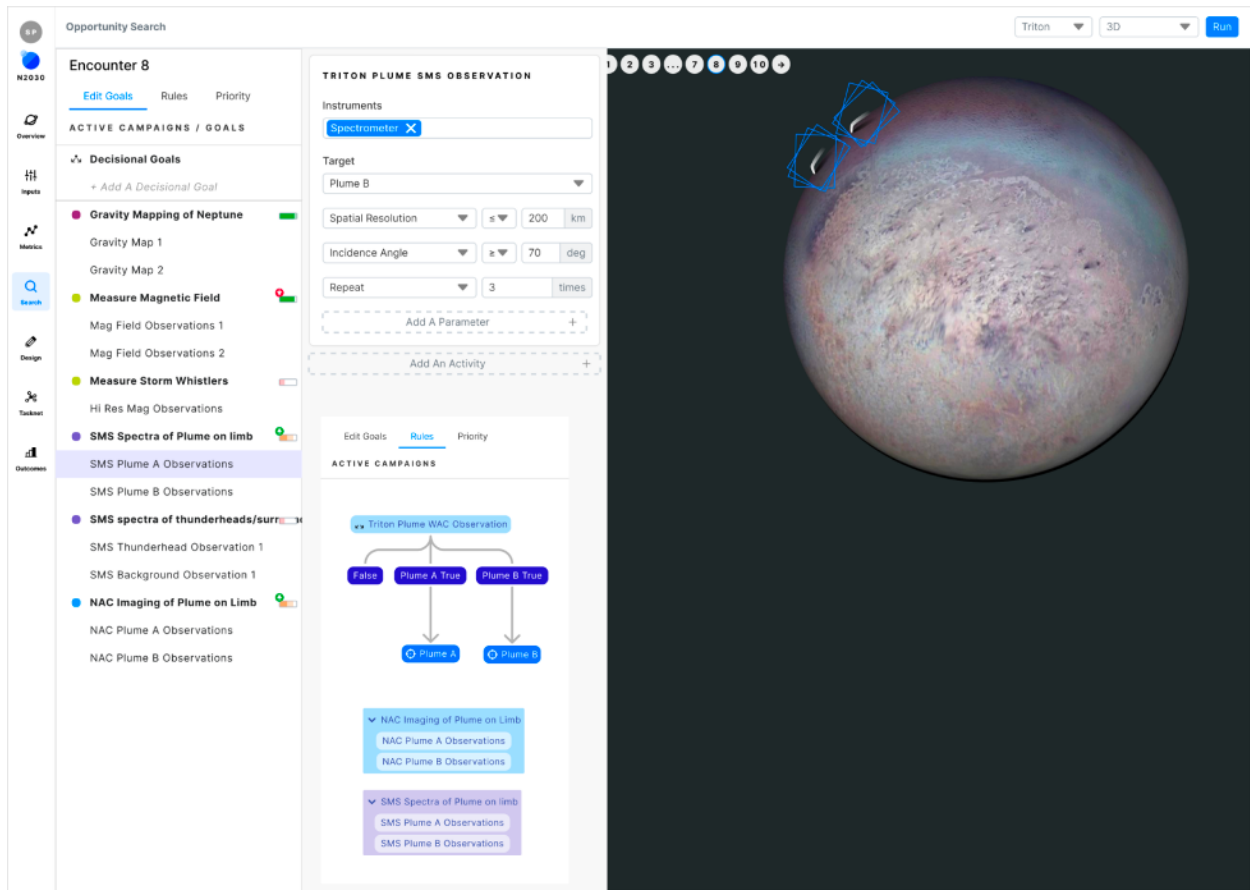 BP
Opportunity Search
Triton
3D
Run
N2030
Overview
Inputs
Metrics
Search
Design
Tasknet
Outcomes
Encounter 8
Edit Goals Rules Priority
ACTIVE CAMPAIGNS / GOALS
Decisional Goals
+ Add A Decisional Goal
Gravity Mapping of Neptune
Gravity Map 1
Gravity Map 2
Measure Magnetic Field
Mag Field Observations 1
Mag Field Observations 2
Measure Storm Whistlers
Hi Res Mag Observations
SMS Spectra of Plume on limb
SMS Plume A Observations
SMS Plume B Observations
SMS spectra of thunderheads/surr
SMS Thunderhead Observation 1
SMS Background Observation 1
NAC Imaging of Plume on Limb
NAC Plume A Observations
NAC Plume B Observations
TRITON PLUME SMS OBSERVATION
Instruments
Spectrometer
Target
Plume B
Spatial Resolution ≤ 200 km
Incidence Angle ≥ 70 deg
Repeat 3 times
Add A Parameter +
Add An Activity +
Edit Goals Rules Priority
ACTIVE CAMPAIGNS
Triton Plume WAC Observation
False Plume A True Plume B True
Plume A Plume B
NAC Imaging of Plume on Limb
NAC Plume A Observations
NAC Plume B Observations
SMS Spectra of Plume on limb
SMS Plume A Observations
SMS Plume B Observations
1 2 3 ... 7 8 9 10 →